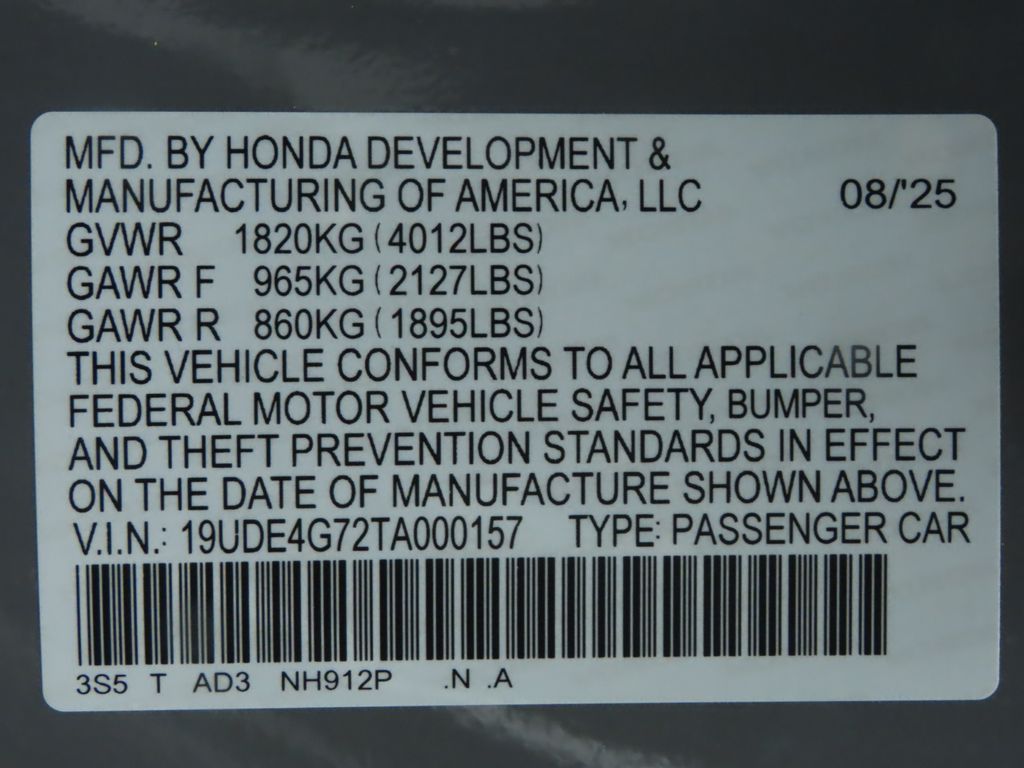 MFD. BY HONDA DEVELOPMENT &
MANUFACTURING OF AMERICA, LLC 08/'25
GVWR 1820KG (4012LBS)
GAWR F 965KG (2127LBS)
GAWR R 860KG (1895LBS)
THIS VEHICLE CONFORMS TO ALL APPLICABLE
FEDERAL MOTOR VEHICLE SAFETY, BUMPER,
AND THEFT PREVENTION STANDARDS IN EFFECT
ON THE DATE OF MANUFACTURE SHOWN ABOVE.
V.I.N.: 19UDE4G72TA000157 TYPE: PASSENGER CAR
3S5 T AD3 NH912P .N .A